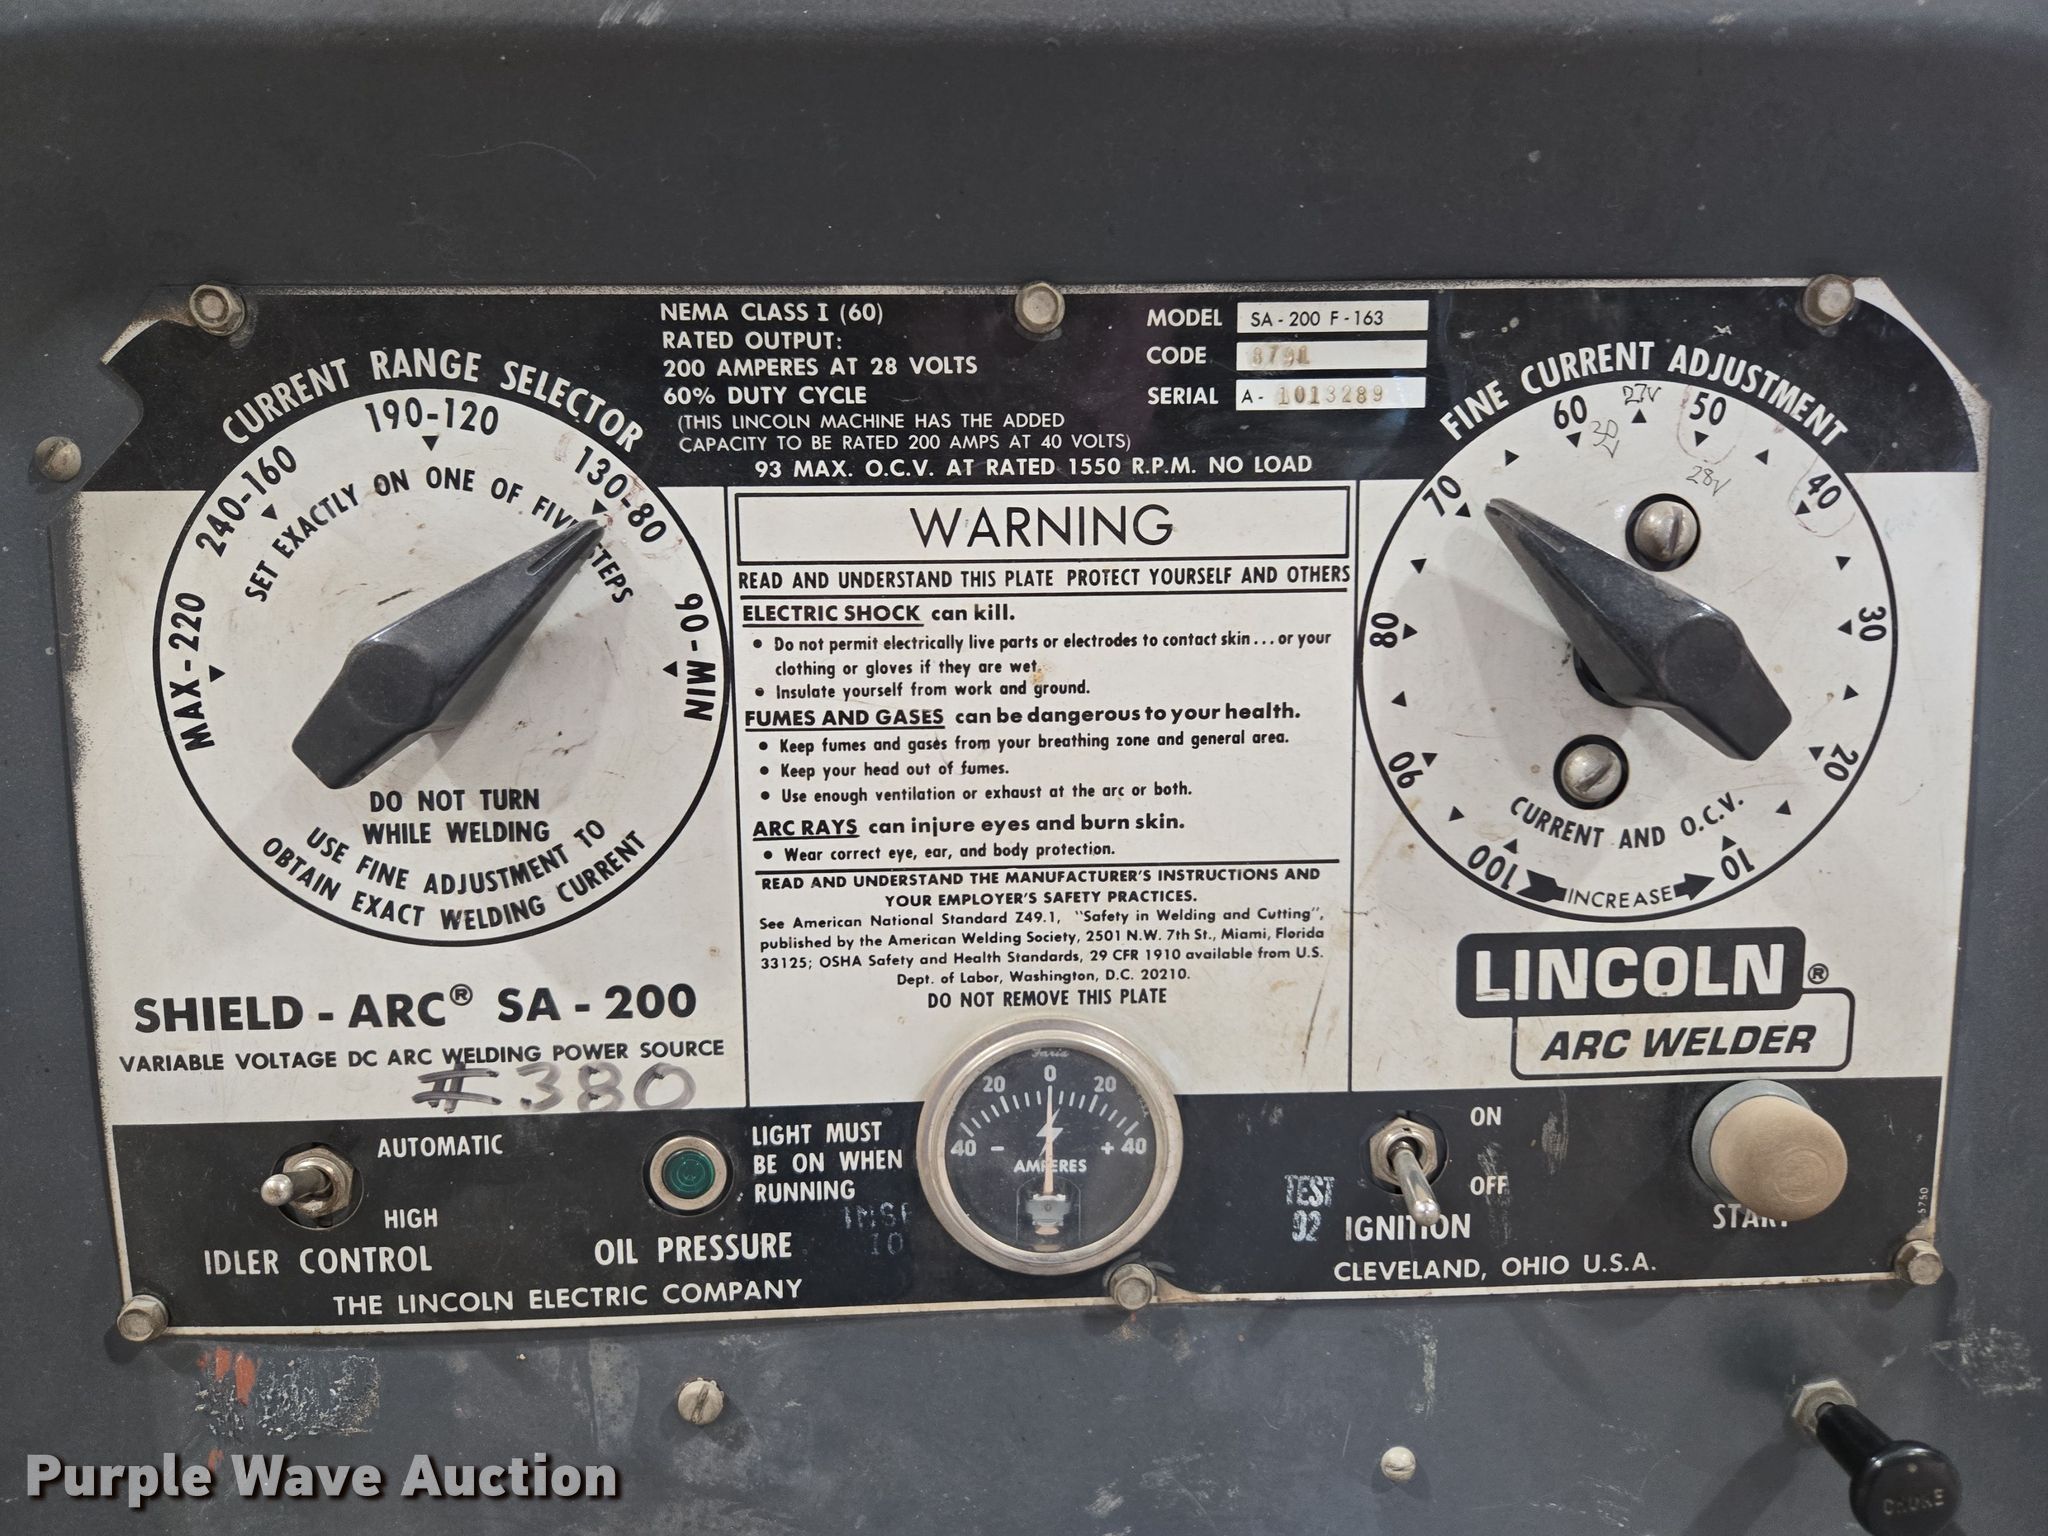 NEMA CLASS I (60)
RATED OUTPUT:
200 AMPERES AT 28 VOLTS
60% DUTY CYCLE
(THIS LINCOLN MACHINE HAS THE ADDED
CAPACITY TO BE RATED 200 AMPS AT 40 VOLTS)
93 MAX. O.C.V. AT RATED 1550 R.P.M. NO LOAD
MODEL SA-200 F-163
CODE 8791
SERIAL A-1013289
CURRENT RANGE SELECTOR
MAX-220
240-160
190-120
130-80
90-MIN
SET EXACTLY ON ONE OF FIVE STEPS
DO NOT TURN
WHILE WELDING
USE FINE ADJUSTMENT TO
OBTAIN EXACT WELDING CURRENT
SHIELD-ARC® SA-200
VARIABLE VOLTAGE DC ARC WELDING POWER SOURCE
#380
WARNING
READ AND UNDERSTAND THIS PLATE PROTECT YOURSELF AND OTHERS
ELECTRIC SHOCK can kill.
• Do not permit electrically live parts or electrodes to contact skin...or your
clothing or gloves if they are wet.
• Insulate yourself from work and ground.
FUMES AND GASES can be dangerous to your health.
• Keep fumes and gases from your breathing zone and general area.
• Keep your head out of fumes.
• Use enough ventilation or exhaust at the arc or both.
ARC RAYS can injure eyes and burn skin.
• Wear correct eye, ear, and body protection.
READ AND UNDERSTAND THE MANUFACTURER'S INSTRUCTIONS AND
YOUR EMPLOYER'S SAFETY PRACTICES.
See American National Standard Z49.1, "Safety in Welding and Cutting",
published by the American Welding Society, 2501 N.W. 7th St., Miami, Florida
33125; OSHA Safety and Health Standards, 29 CFR 1910 available from U.S.
Dept. of Labor, Washington, D.C. 20210.
DO NOT REMOVE THIS PLATE
FINE CURRENT ADJUSTMENT
27V
28V
100 90 80 70 60 50 40 30 20 10
CURRENT AND O.C.V.
INCREASE
LINCOLN®
ARC WELDER
AUTOMATIC
HIGH
IDLER CONTROL
LIGHT MUST
BE ON WHEN
RUNNING
OIL PRESSURE
THE LINCOLN ELECTRIC COMPANY
20 0 20
40 - + 40
AMPERES
TEST
92
ON
OFF
IGNITION
START
CLEVELAND, OHIO U.S.A.
CHOKE
Purple Wave Auction